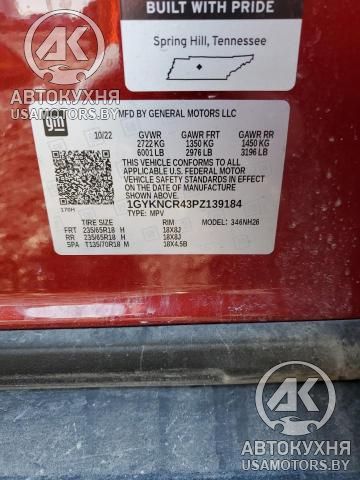 BUILT WITH PRIDE
Spring Hill, Tennessee
AK
АВТОКУХНЯ
USAMOTORS.BY
gm
MFD BY GENERAL MOTORS LLC
10/22 GVWR GAWR FRT GAWR RR
2722 KG 1350 KG 1450 KG
6001 LB 2976 LB 3196 LB
THIS VEHICLE CONFORMS TO ALL
APPLICABLE U.S. FEDERAL MOTOR
VEHICLE SAFETY STANDARDS IN EFFECT
ON THE DATE OF MANUFACTURE
SHOWN ABOVE.
1GYKNCR43PZ139184
TYPE: MPV MODEL: 346NH26
TIRE SIZE RIM
FRT 235/65R18 H 18X8J
RR 235/65R18 H 18X8J
SPA T135/70R18 M 18X4.5B
AK
АВТОКУХНЯ
USAMOTORS.BY